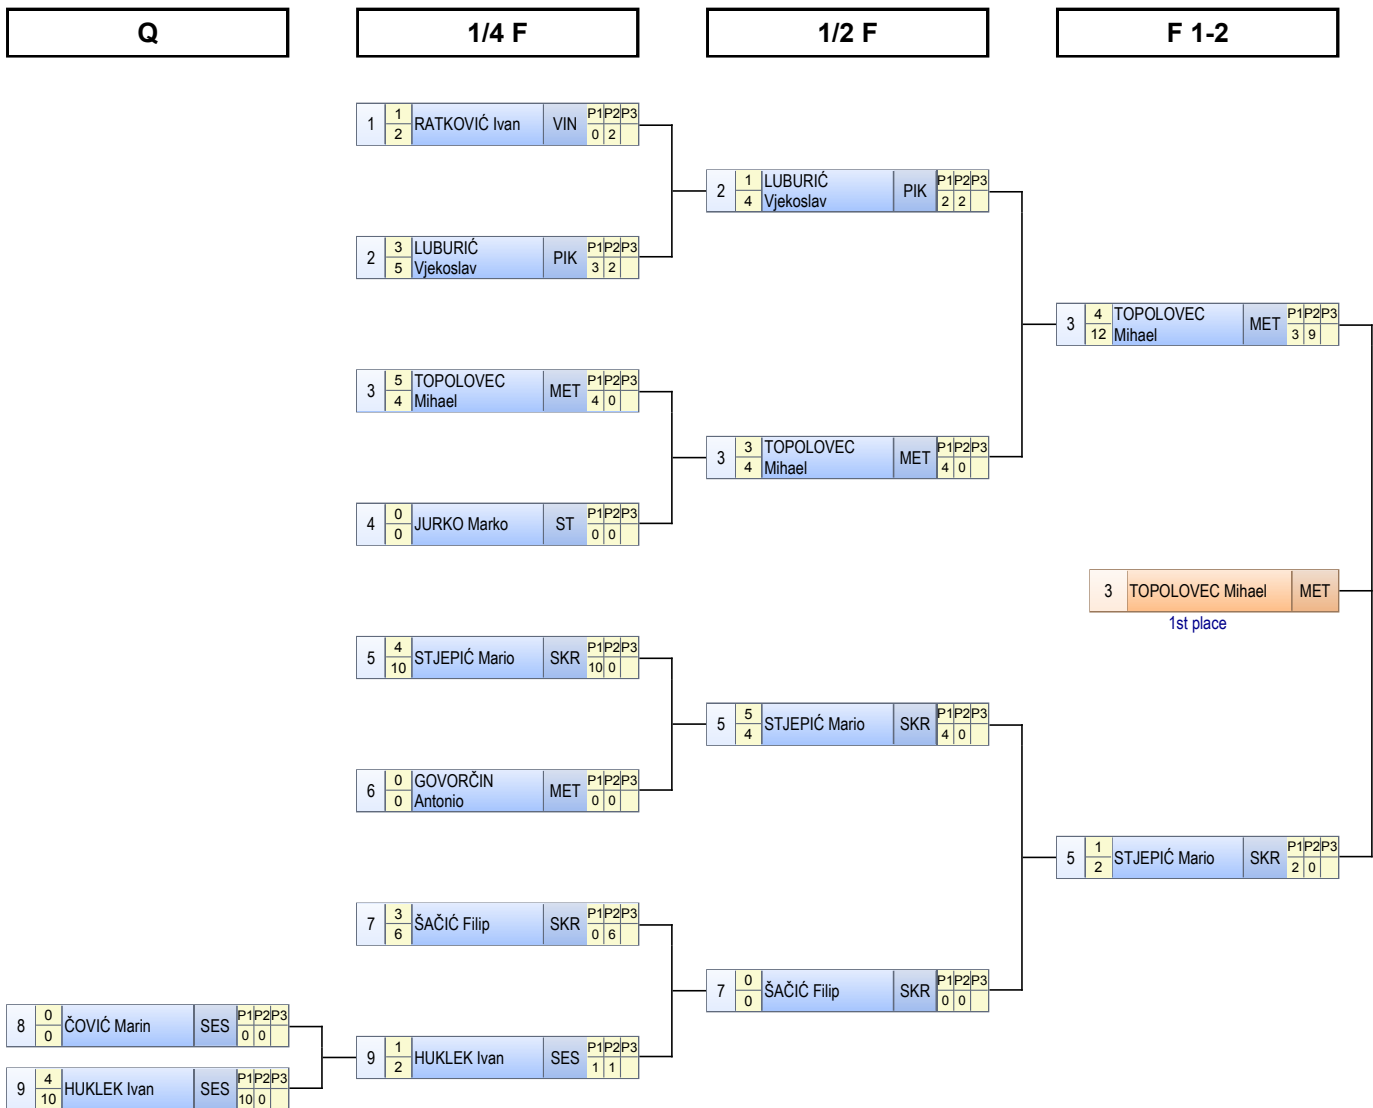 Q 1/4 F 1/2 F F 1-2
1 1 RATKOVIĆ Ivan VIN P1 P2 P3
2 0 2
2 1 LUBURIĆ PIK P1 P2 P3
4 Vjekoslav 2 2
2 3 LUBURIĆ PIK P1 P2 P3
5 Vjekoslav 3 2
3 4 TOPOLOVEC MET P1 P2 P3
12 Mihael 3 9
3 5 TOPOLOVEC MET P1 P2 P3
4 Mihael 4 0
3 3 TOPOLOVEC MET P1 P2 P3
4 Mihael 4 0
4 0 JURKO Marko ST P1 P2 P3
0 0 0
3 TOPOLOVEC Mihael MET
1st place
5 4 STJEPIĆ Mario SKR P1 P2 P3
10 10 0
5 5 STJEPIĆ Mario SKR P1 P2 P3
4 4 0
6 0 GOVORČIN MET P1 P2 P3
0 Antonio 0 0
5 1 STJEPIĆ Mario SKR P1 P2 P3
2 2 0
7 3 ŠAČIĆ Filip SKR P1 P2 P3
6 0 6
7 0 ŠAČIĆ Filip SKR P1 P2 P3
0 0 0
8 0 ČOVIĆ Marin SES P1 P2 P3
0 0 0
9 1 HUKLEK Ivan SES P1 P2 P3
2 1 1
9 4 HUKLEK Ivan SES P1 P2 P3
10 10 0